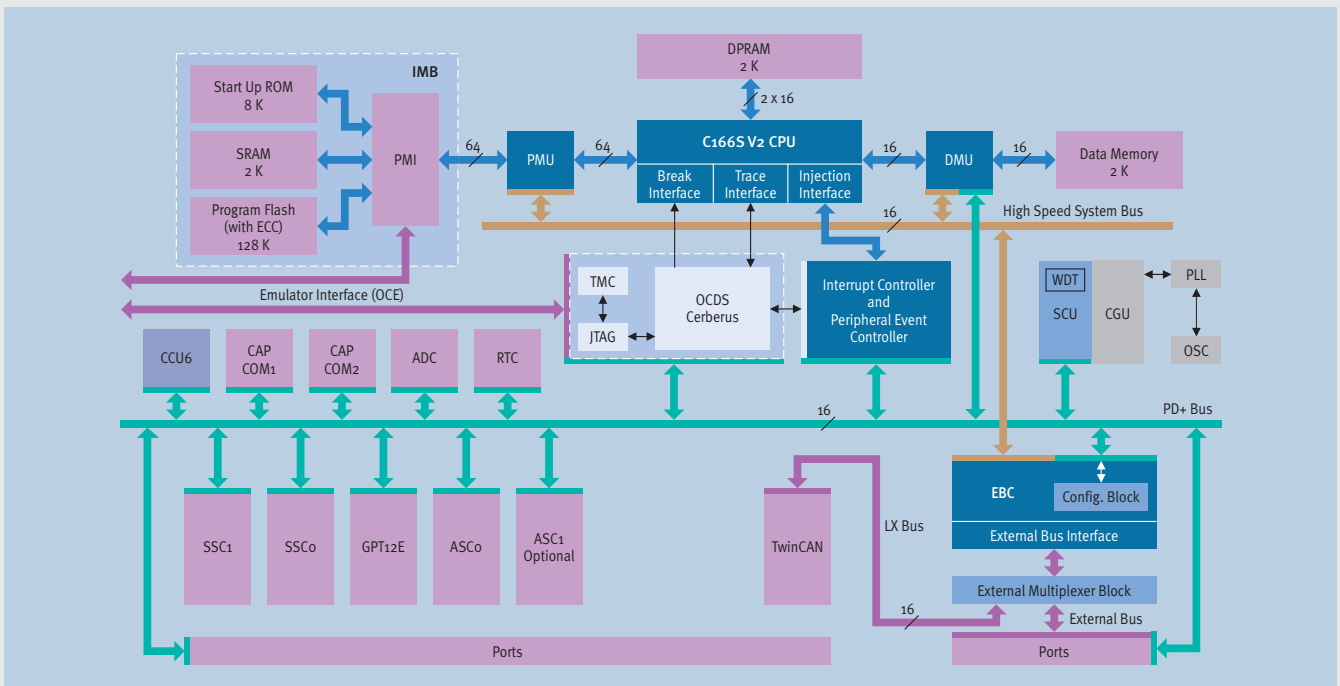 DPRAM
2 K
2 x 16
IMB
Start Up ROM
8 K
SRAM
2 K
Program Flash
(with ECC)
128 K
PMI
64
PMU
64
C166S V2 CPU
Break
Interface
Trace
Interface
Injection
Interface
16
DMU
16
Data Memory
2 K
16
High Speed System Bus
Emulator Interface (OCE)
TMC
JTAG
OCDS
Cerberus
Interrupt Controller
and
Peripheral Event
Controller
WDT
SCU
CGU
PLL
OSC
CCU6
CAP
COM1
CAP
COM2
ADC
RTC
16
PD+ Bus
SSC1
SSC0
GPT12E
ASC0
ASC1
Optional
TwinCAN
LX Bus
16
EBC
Config. Block
External Bus Interface
External Multiplexer Block
External Bus
Ports
Ports